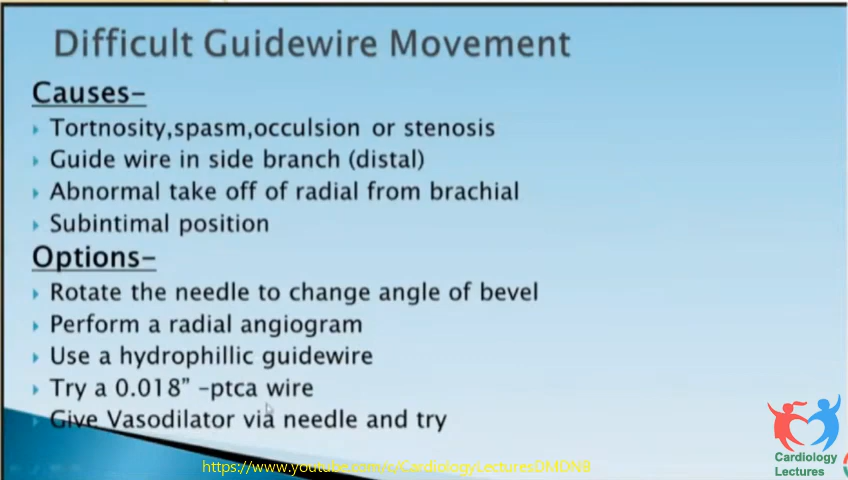 Difficult Guidewire Movement
Causes-
Tortnosity,spasm,occulsion or stenosis
Guide wire in side branch (distal)
Abnormal take off of radial from brachial
Subintimal position
Options-
Rotate the needle to change angle of bevel
Perform a radial angiogram
Use a hydrophillic guidewire
Try a 0.018” -ptca wire
Give Vasodilator via needle and try
https://www.youtube.com/c/CardiologyLecturesDMDNB
Cardiology
Lectures